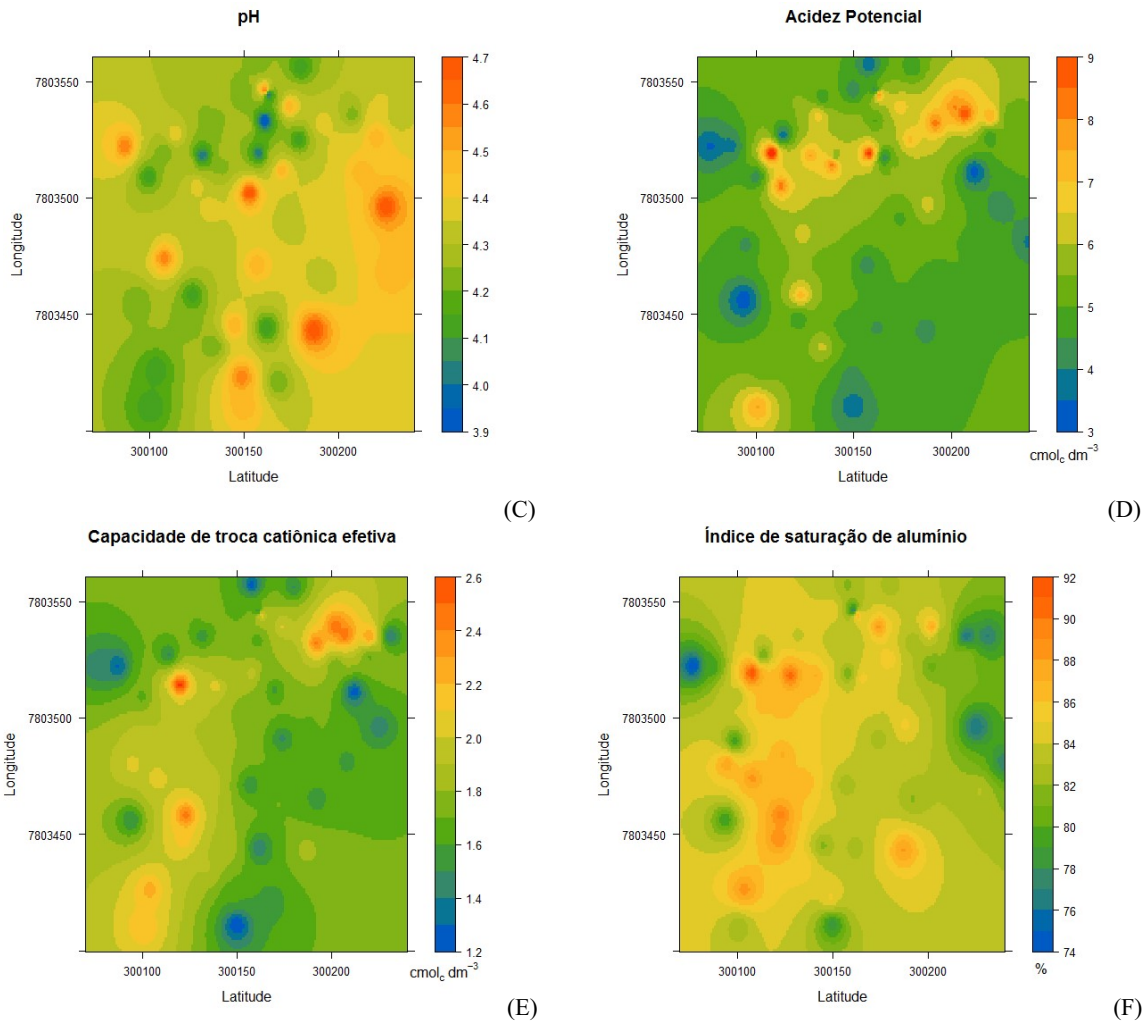 pH
7803550
7803500
7803450
Longitude
300100 300150 300200
Latitude
4.7
4.6
4.5
4.4
4.3
4.2
4.1
4.0
3.9
(C)
Acidez Potencial
7803550
7803500
7803450
Longitude
300100 300150 300200
Latitude
9
8
7
6
5
4
3
cmolc dm−3
(D)
Capacidade de troca catiônica efetiva
7803550
7803500
7803450
Longitude
300100 300150 300200
Latitude
2.6
2.4
2.2
2.0
1.8
1.6
1.4
1.2
cmolc dm−3
(E)
Índice de saturação de alumínio
7803550
7803500
7803450
Longitude
300100 300150 300200
Latitude
92
90
88
86
84
82
80
78
76
74
%
(F)